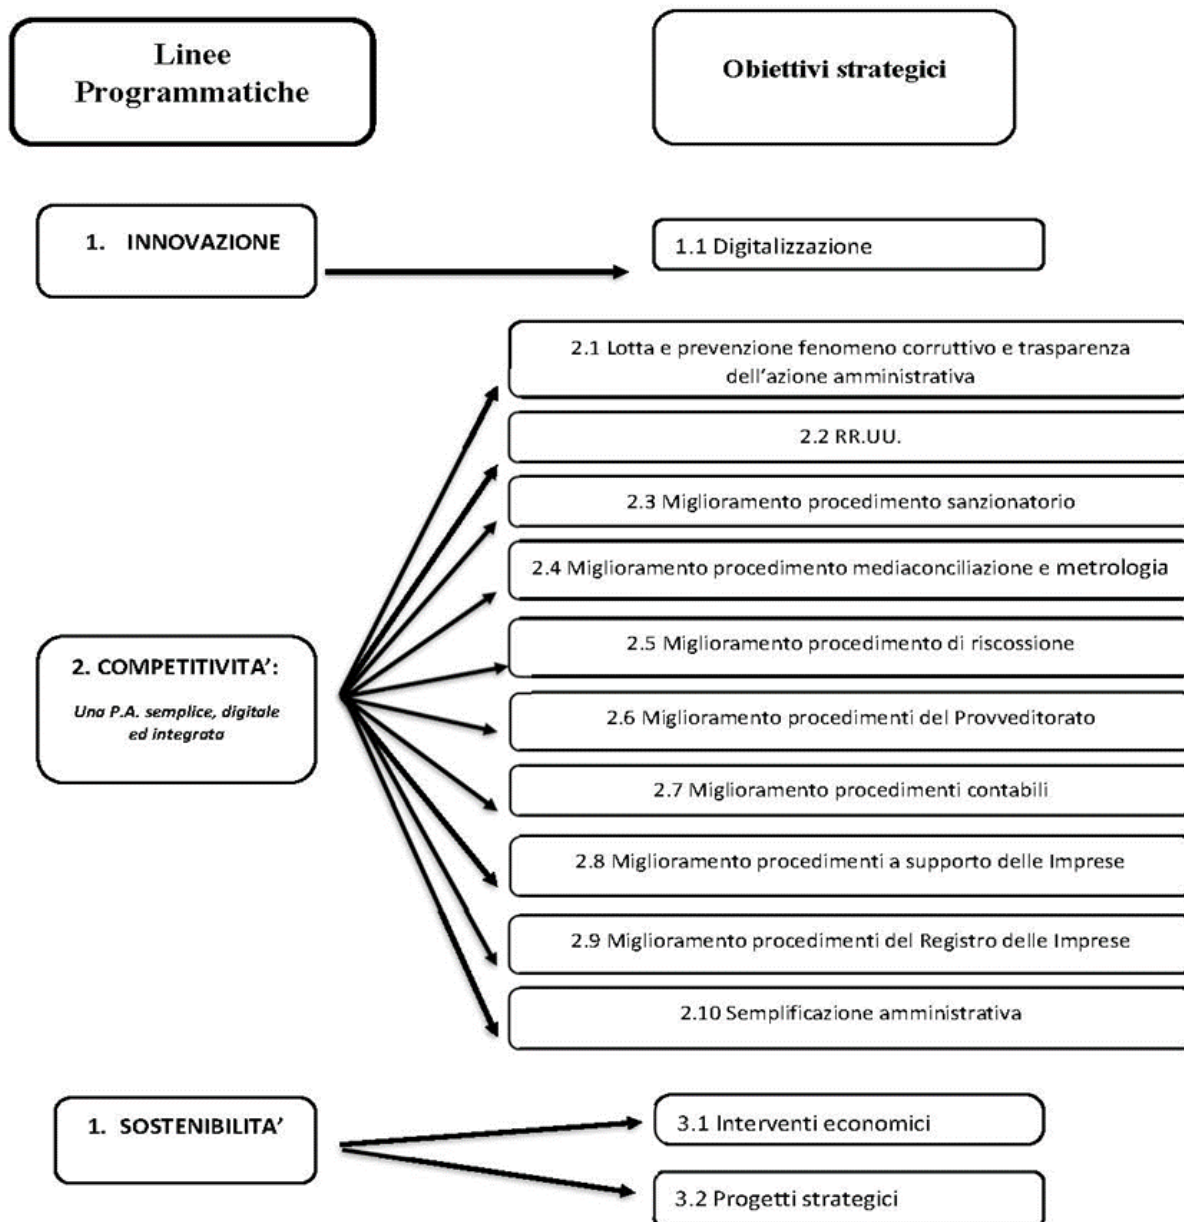 Linee
Programmatiche
Obiettivi strategici
1. INNOVAZIONE
1.1 Digitalizzazione
2.1 Lotta e prevenzione fenomeno corruttivo e trasparenza
dell'azione amministrativa
2.2 RR.UU.
2.3 Miglioramento procedimento sanzionatorio
2.4 Miglioramento procedimento mediaconciliazione e metrologia
2.5 Miglioramento procedimento di riscossione
2. COMPETITIVITA':
Una P.A. semplice, digitale
ed integrata
2.6 Miglioramento procedimenti del Provveditorato
2.7 Miglioramento procedimenti contabili
2.8 Miglioramento procedimenti a supporto delle Imprese
2.9 Miglioramento procedimenti del Registro delle Imprese
2.10 Semplificazione amministrativa
1. SOSTENIBILITA'
3.1 Interventi economici
3.2 Progetti strategici